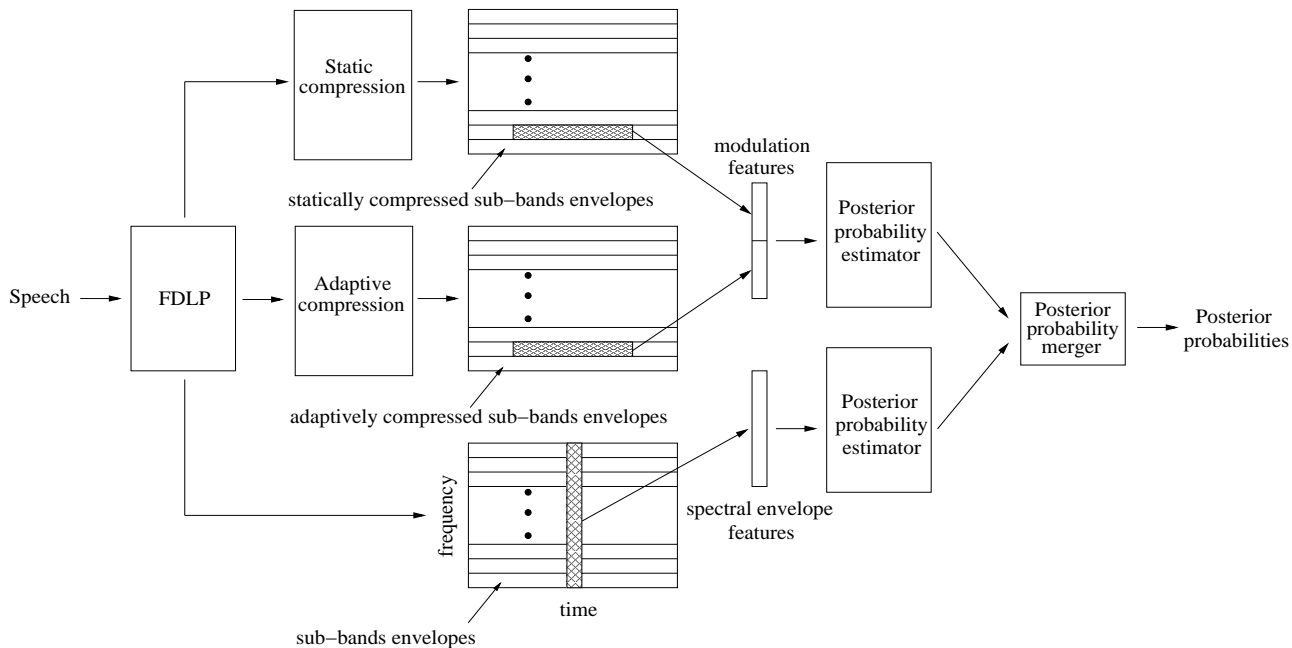 Static
compression
statically compressed sub−bands envelopes
modulation
features
Posterior
probability
estimator
Speech
FDLP
Adaptive
compression
adaptively compressed sub−bands envelopes
Posterior
probability
merger
Posterior
probabilities
Posterior
probability
estimator
frequency
spectral envelope
features
time
sub−bands envelopes